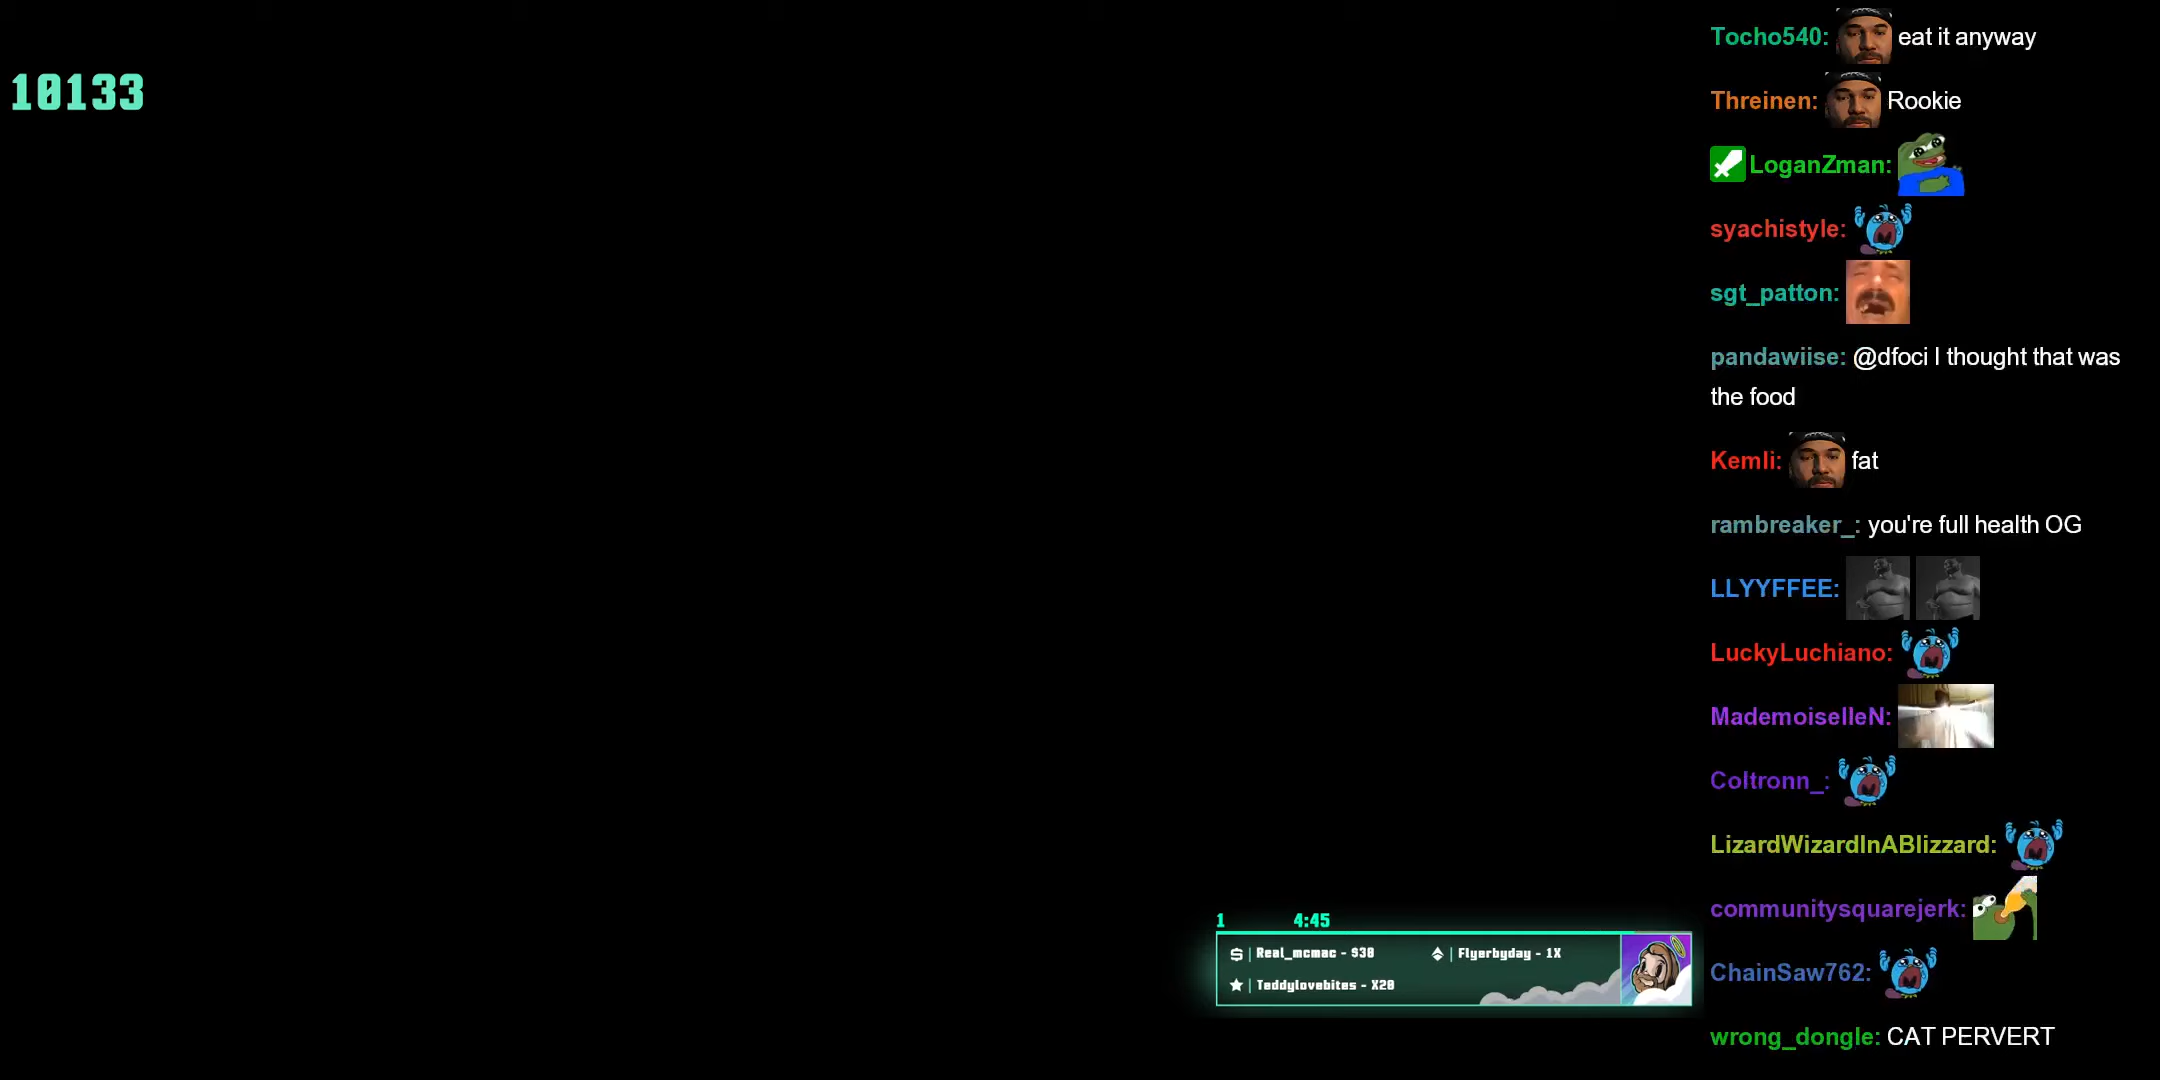 10133
Tocho540: eat it anyway
Threinen: Rookie
LoganZman:
syachistyle:
sgt_patton:
pandawiise: @dfoci I thought that was
the food
Kemli: fat
rambreaker_: you're full health OG
LLYYFFEE:
LuckyLuchiano:
MademoiselleN:
Coltronn_:
LizardWizardInABlizzard:
communitysquarejerk:
ChainSaw762:
wrong_dongle: CAT PERVERT
1 4:45
$ | Real_mcmac - $30 | Flyerbyday - 1X
| Teddylovebites - X20